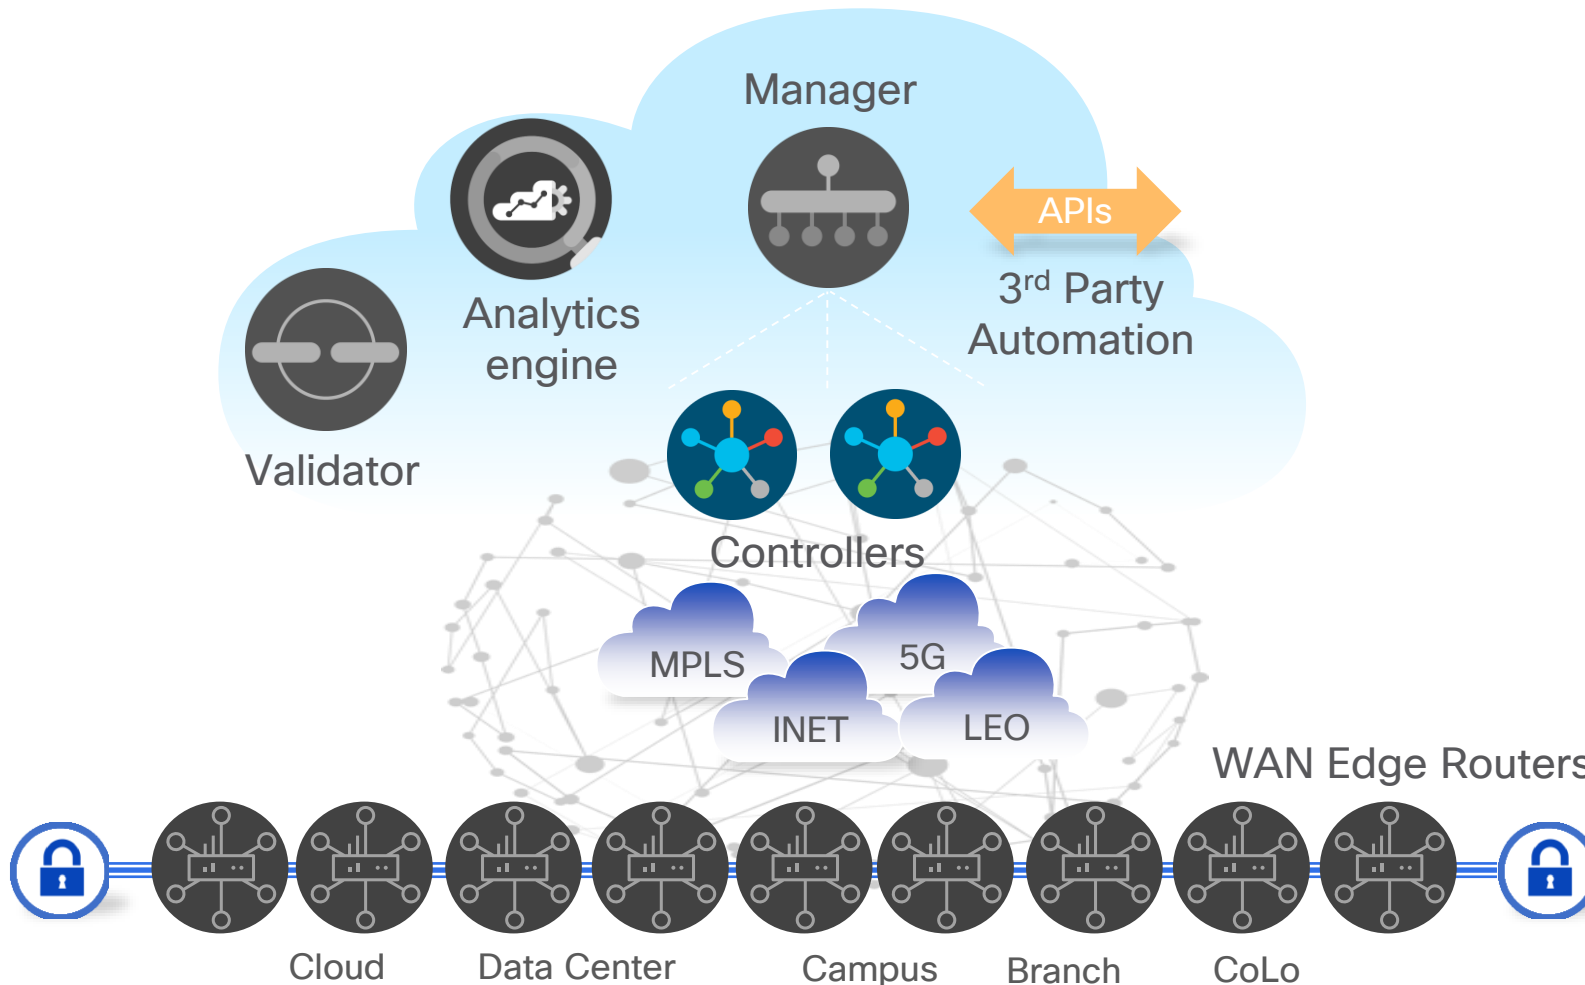 Manager
APIs
3rd Party
Automation
Analytics
engine
Validator
Controllers
MPLS
5G
INET
LEO
WAN Edge Routers
Cloud
Data Center
Campus
Branch
CoLo